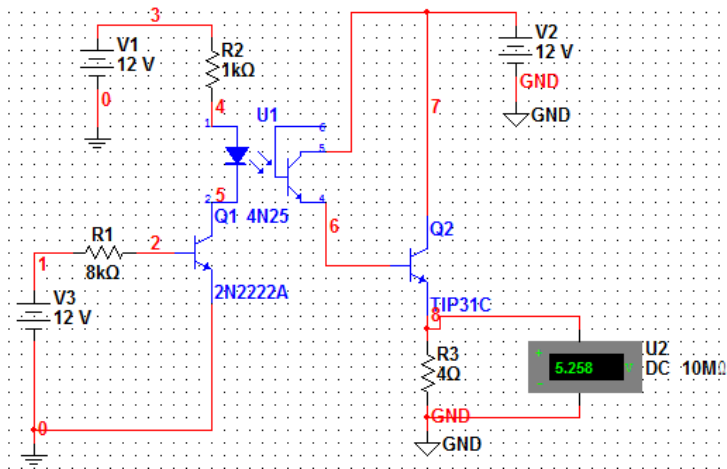 3
V1
12 V
0
R2
1kΩ
4
U1
1
6
5
4
2
5
Q1
4N25
V2
12 V
GND
GND
7
6
R1
8kΩ
2
1
2N2222A
V3
12 V
0
Q2
TIP31C
8
R3
4Ω
+
5.258
V
-
U2
DC 10MΩ
GND
GND